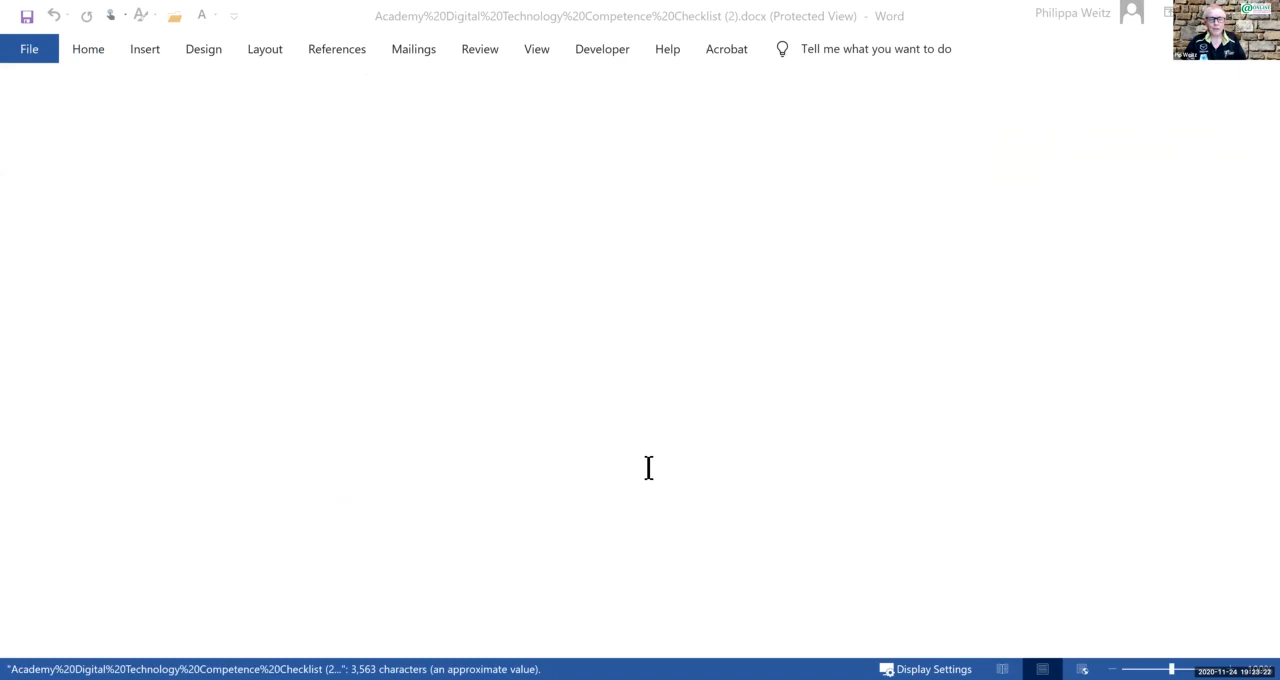 Academy%20Digital%20Technology%20Competence%20Checklist (2).docx (Protected View) - Word
Philippa Weitz
@ONLINE
File Home Insert Design Layout References Mailings Review View Developer Help Acrobat Tell me what you want to do
Weitz
"Academy%20Digital%20Technology%20Competence%20Checklist (2...": 3,563 characters (an approximate value).
Display Settings
2020-11-24 19:23:22